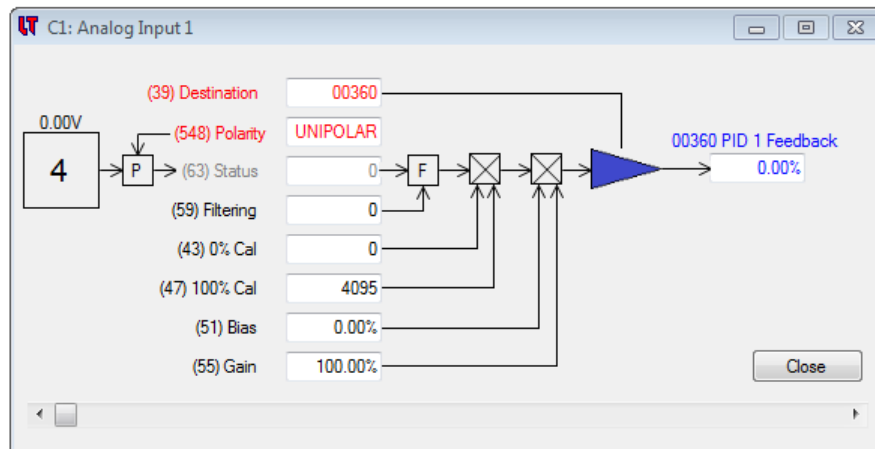 LT C1: Analog Input 1
(39) Destination 00360
0.00V
(548) Polarity UNIPOLAR
00360 PID 1 Feedback
4 P (63) Status 0 F 0.00%
(59) Filtering 0
(43) 0% Cal 0
(47) 100% Cal 4095
(51) Bias 0.00%
(55) Gain 100.00%
Close